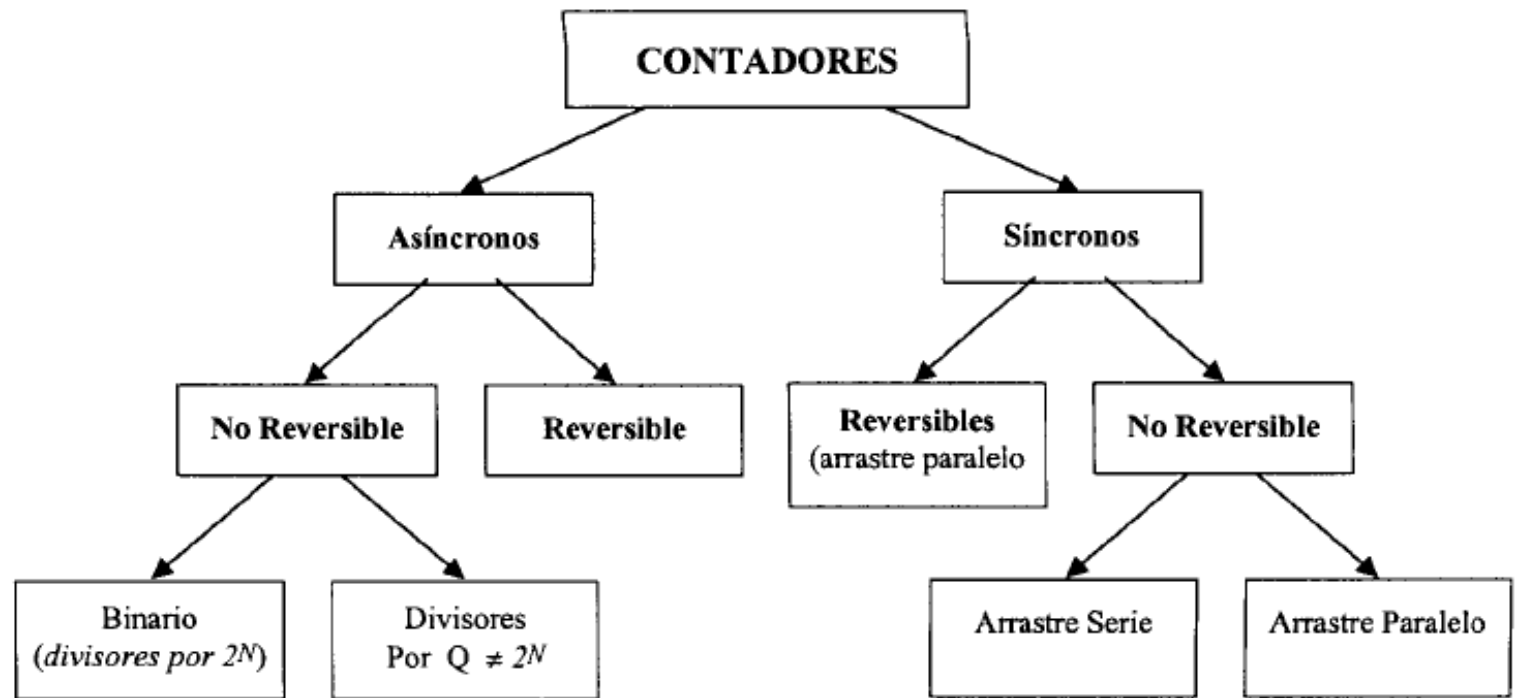 CONTADORES
Asíncronos
Síncronos
No Reversible
Reversible
Reversibles
(arrastre paralelo
No Reversible
Binario
(divisores por 2N)
Divisores
Por Q ≠ 2N
Arrastre Serie
Arrastre Paralelo